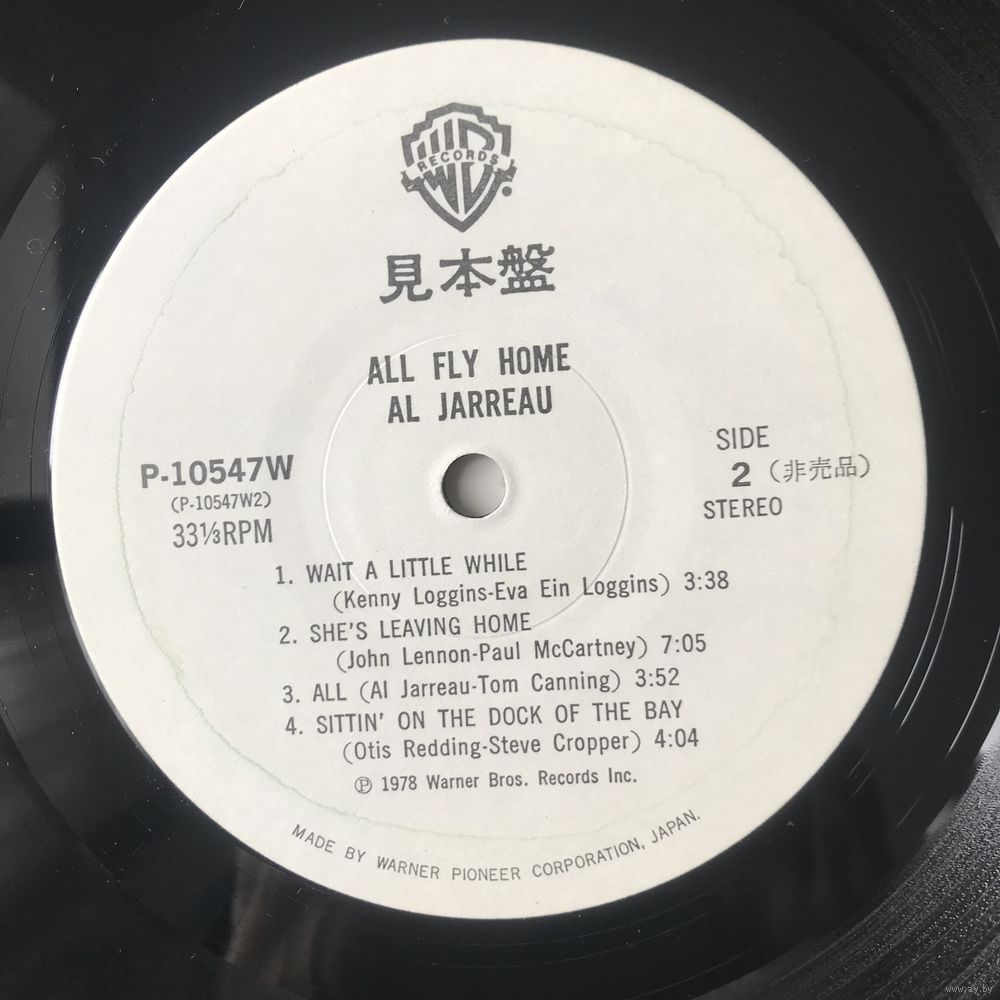 RECORDS
見本盤
ALL FLY HOME
AL JARREAU
P-10547W
(P-10547W2)
33⅓RPM
SIDE
2 (非売品)
STEREO
1. WAIT A LITTLE WHILE
(Kenny Loggins-Eva Ein Loggins) 3:38
2. SHE'S LEAVING HOME
(John Lennon-Paul McCartney) 7:05
3. ALL (Al Jarreau-Tom Canning) 3:52
4. SITTIN' ON THE DOCK OF THE BAY
(Otis Redding-Steve Cropper) 4:04
℗ 1978 Warner Bros. Records Inc.
MADE BY WARNER PIONEER CORPORATION, JAPAN.
www.ay.by